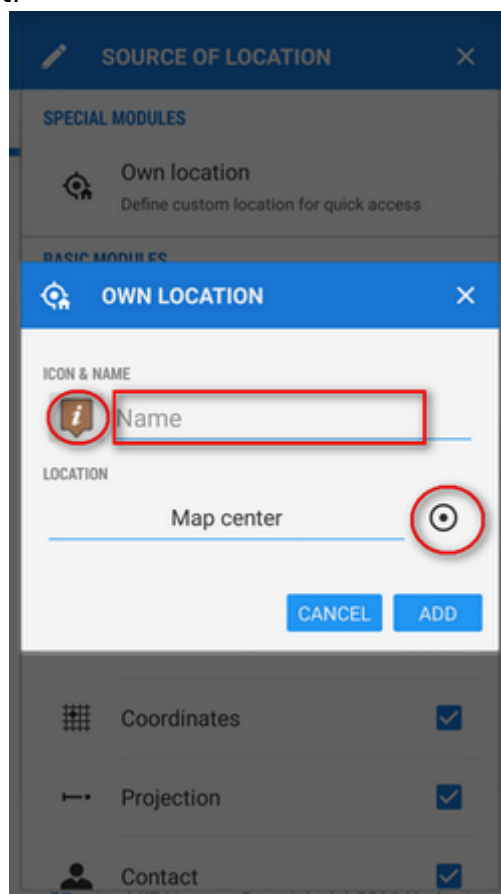 SOURCE OF LOCATION
SPECIAL MODULES
Own location
Define custom location for quick access
BASIC MODULES
OWN LOCATION
ICON & NAME
i
Name
LOCATION
Map center
CANCEL ADD
Coordinates
Projection
Contact